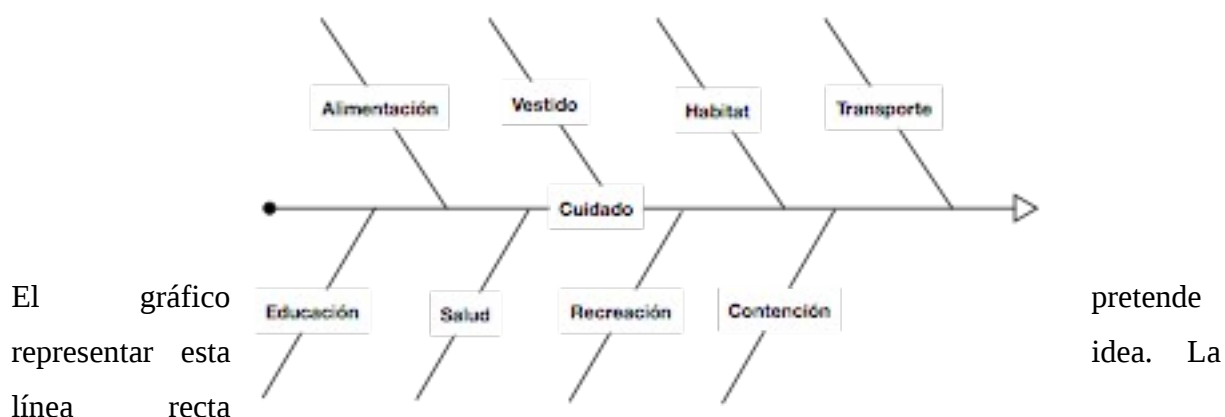 Alimentación
Vestido
Habitat
Transporte
Cuidado
Educación
Salud
Recreación
Contención
El gráfico pretende
representar esta idea. La
línea recta